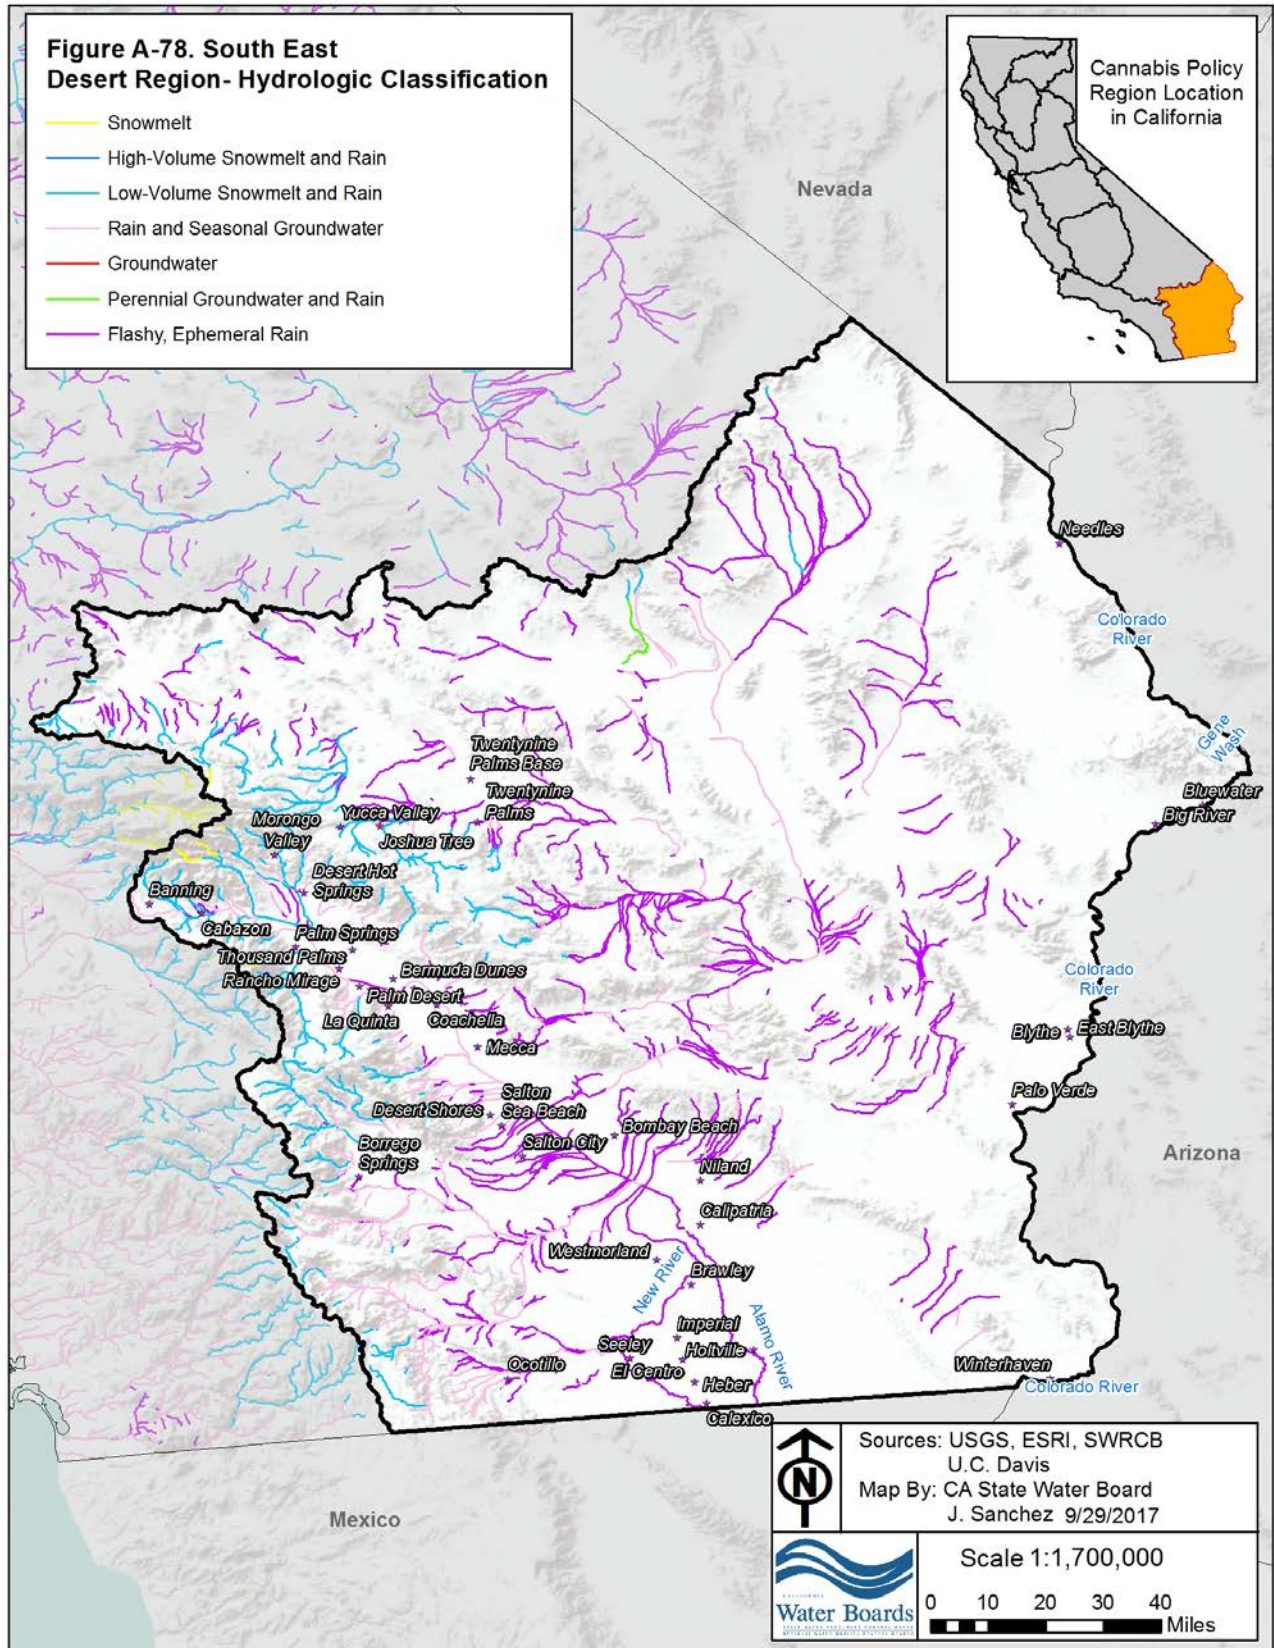 Figure A-78. South East
Desert Region- Hydrologic Classification
Snowmelt
High-Volume Snowmelt and Rain
Low-Volume Snowmelt and Rain
Rain and Seasonal Groundwater
Groundwater
Perennial Groundwater and Rain
Flashy, Ephemeral Rain
Cannabis Policy
Region Location
in California
Nevada
Needles
Colorado
River
Gene
Wash
Bluewater
Big River
Twentynine
Palms Base
Twentynine
Palms
Yucca Valley
Morongo
Valley
Joshua Tree
Desert Hot
Springs
Banning
Cabazon
Palm Springs
Thousand Palms
Rancho Mirage
Bermuda Dunes
Palm Desert
La Quinta
Coachella
Mecca
Colorado
River
Blythe
East Blythe
Palo Verde
Salton
Sea Beach
Desert Shores
Bombay Beach
Salton City
Borrego
Springs
Niland
Arizona
Calipatria
Westmorland
New River
Brawley
Imperial
Alamo River
Seeley
Holtville
El Centro
Ocotillo
Heber
Winterhaven
Colorado River
Calexico
Mexico
N
Sources: USGS, ESRI, SWRCB
U.C. Davis
Map By: CA State Water Board
J. Sanchez 9/29/2017
CALIFORNIA
Water Boards
Scale 1:1,700,000
0 10 20 30 40
Miles